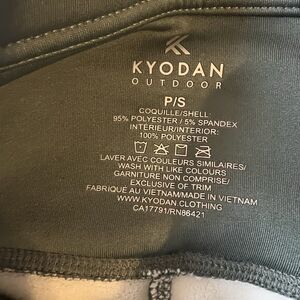 KYODAN
OUTDOOR
P/S
COQUILLE/SHELL
95% POLYESTER / 5% SPANDEX
INTERIEUR/INTERIOR:
100% POLYESTER
LAVER AVEC COULEURS SIMILAIRES/
WASH WITH LIKE COLOURS
GARNITURE NON COMPRISE/
EXCLUSIVE OF TRIM
FABRIQUÉ AU VIETNAM/MADE IN VIETNAM
WWW.KYODAN.CLOTHING
CA17791/RN86421